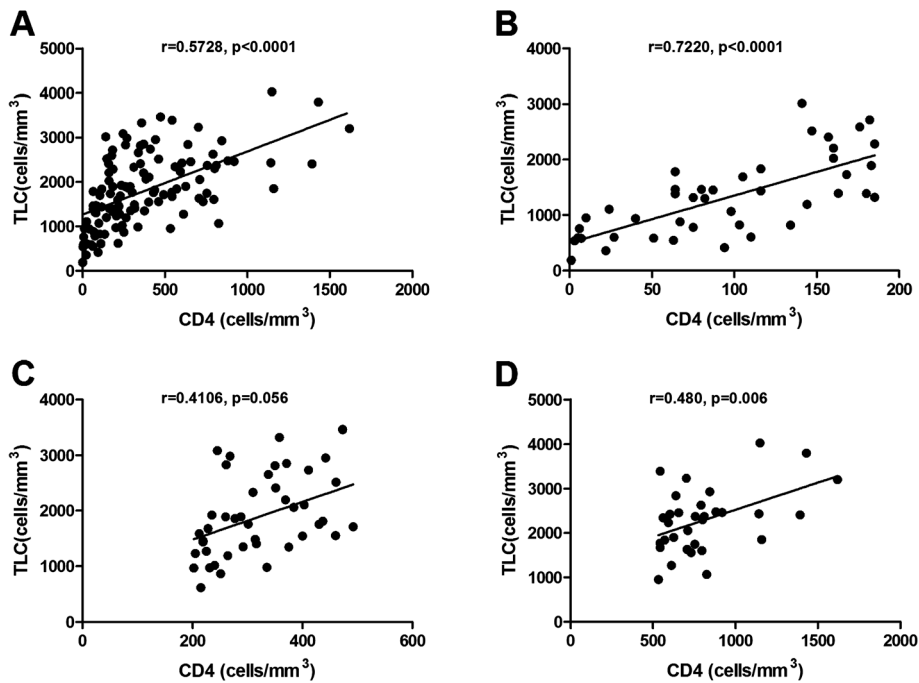 A
r=0.5728, p<0.0001
5000
4000
3000
2000
1000
0
TLC(cells/mm³)
0 500 1000 1500 2000
CD4 (cells/mm³)
B
r=0.7220, p<0.0001
4000
3000
2000
1000
0
TLC(cells/mm³)
0 50 100 150 200
CD4 (cells/mm³)
C
r=0.4106, p=0.056
4000
3000
2000
1000
0
TLC(cells/mm³)
0 200 400 600
CD4 (cells/mm³)
D
r=0.480, p=0.006
5000
4000
3000
2000
1000
0
TLC(cells/mm³)
0 500 1000 1500 2000
CD4 (cells/mm³)